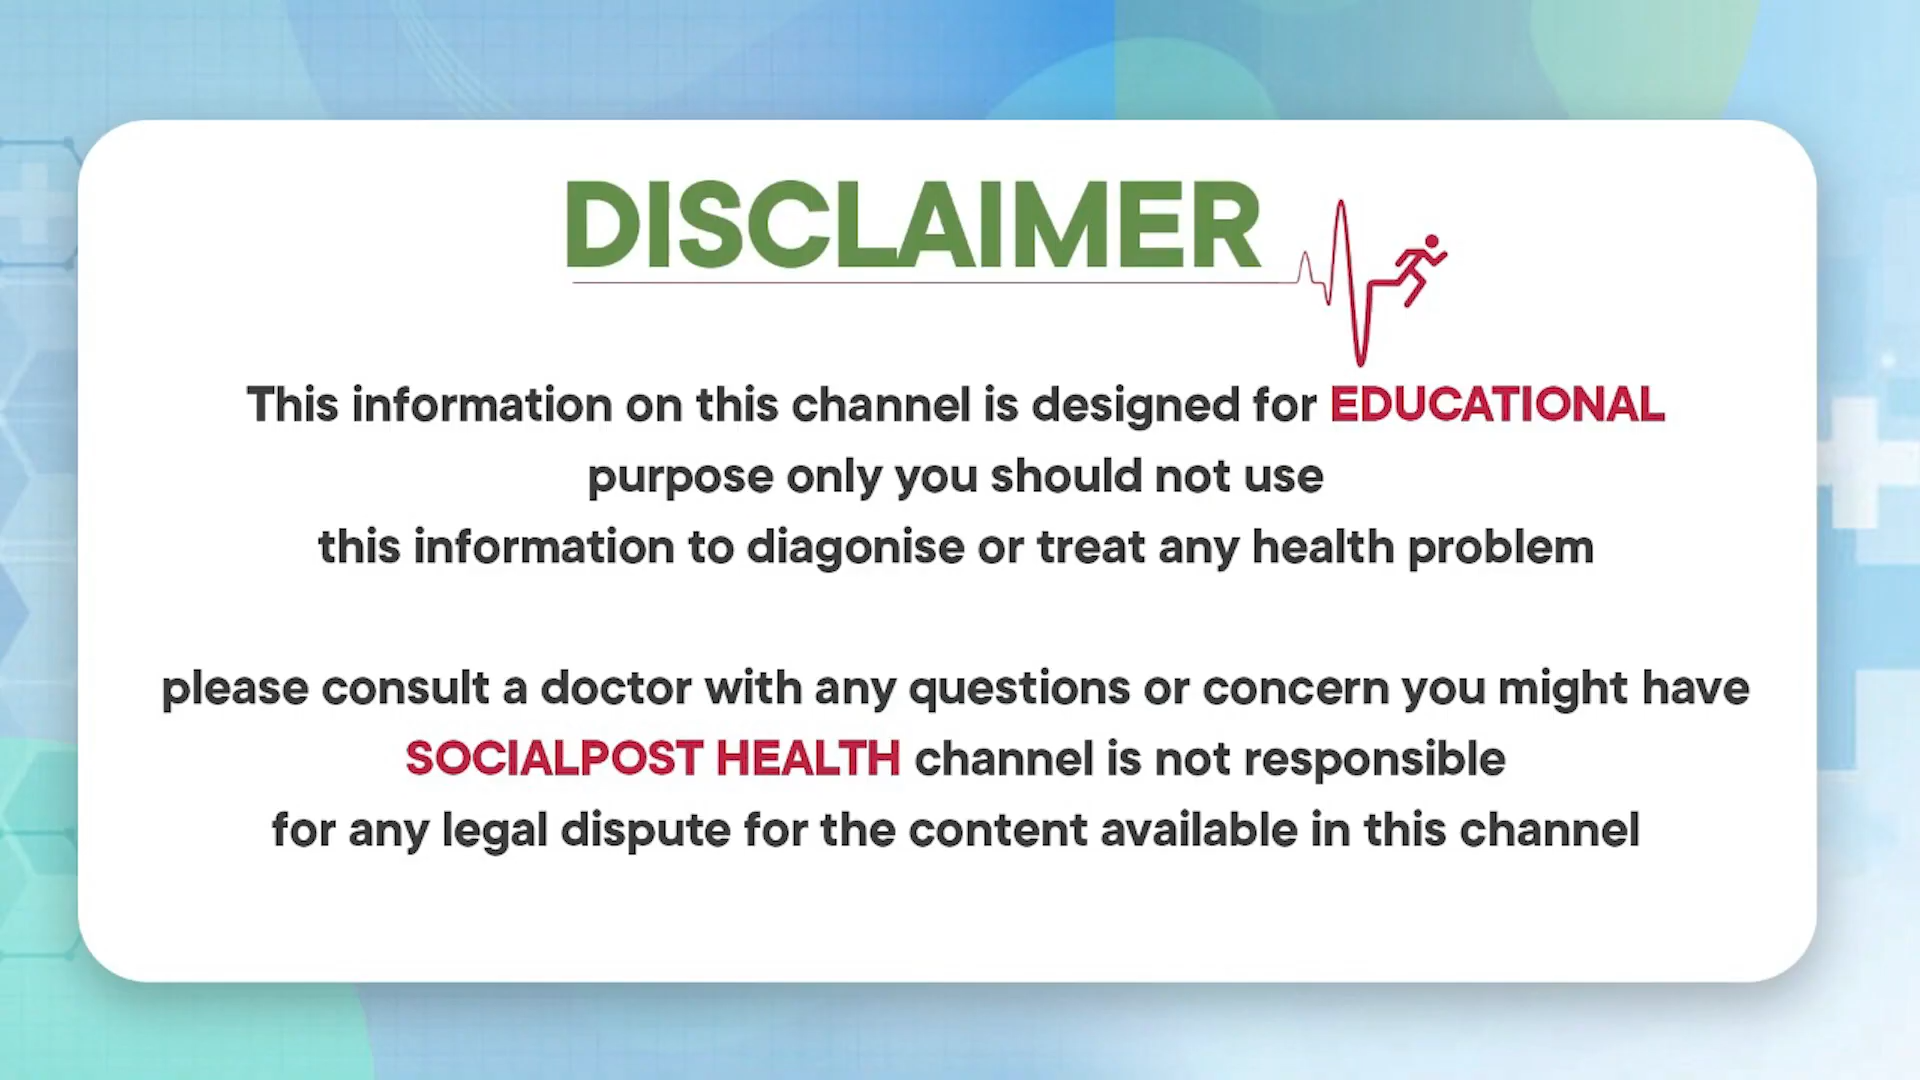 DISCLAIMER
This information on this channel is designed for EDUCATIONAL
purpose only you should not use
this information to diagonise or treat any health problem
please consult a doctor with any questions or concern you might have
SOCIALPOST HEALTH channel is not responsible
for any legal dispute for the content available in this channel